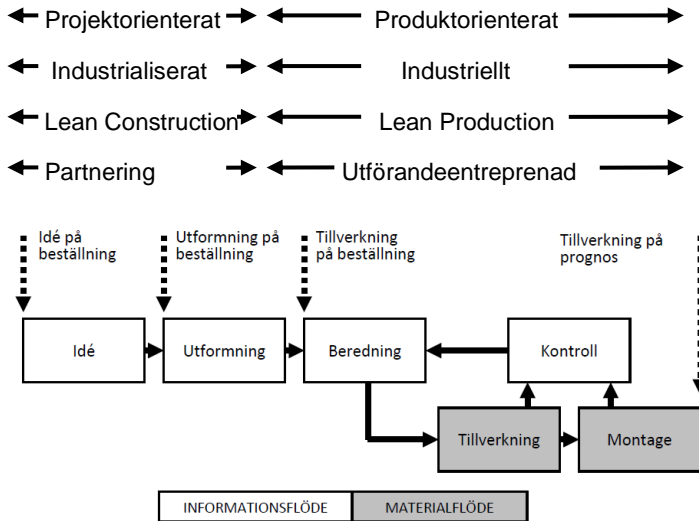 Projektorienterat Produktorienterat
Industrialiserat Industriellt
Lean Construction Lean Production
Partnering Utförandeentreprenad
Idé på
beställning
Utformning på
beställning
Tillverkning
på beställning
Tillverkning på
prognos
Idé
Utformning
Beredning
Kontroll
Tillverkning
Montage
INFORMATIONSFLÖDE
MATERIALFLÖDE